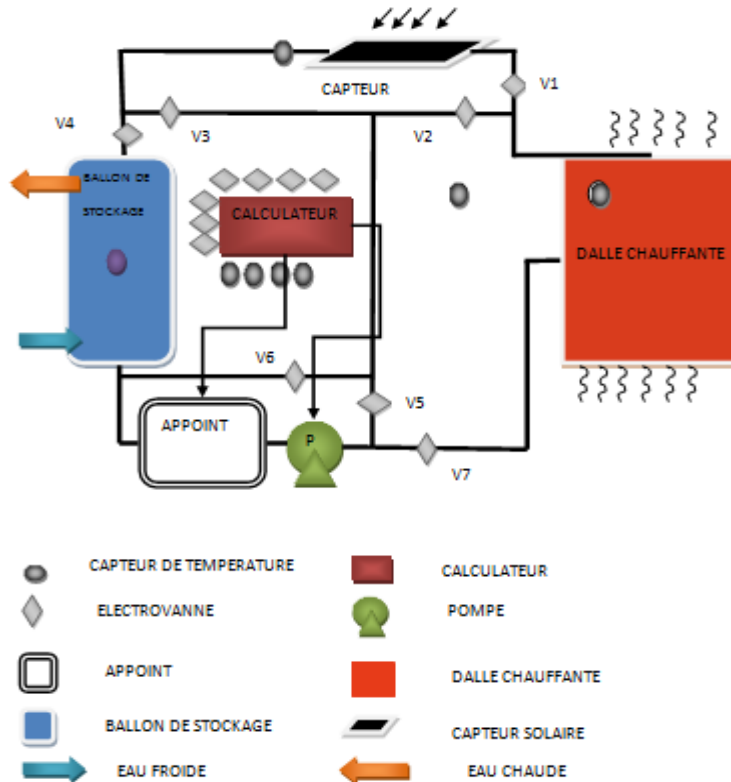 V1
CAPTEUR
V4
V3
V2
BALLON DE
STOCKAGE
CALCULATEUR
DALLE CHAUFFANTE
V6
V5
APPOINT
P
V7
CAPTEUR DE TEMPERATURE
CALCULATEUR
ELECTROVANNE
POMPE
APPOINT
DALLE CHAUFFANTE
BALLON DE STOCKAGE
CAPTEUR SOLAIRE
EAU FROIDE
EAU CHAUDE